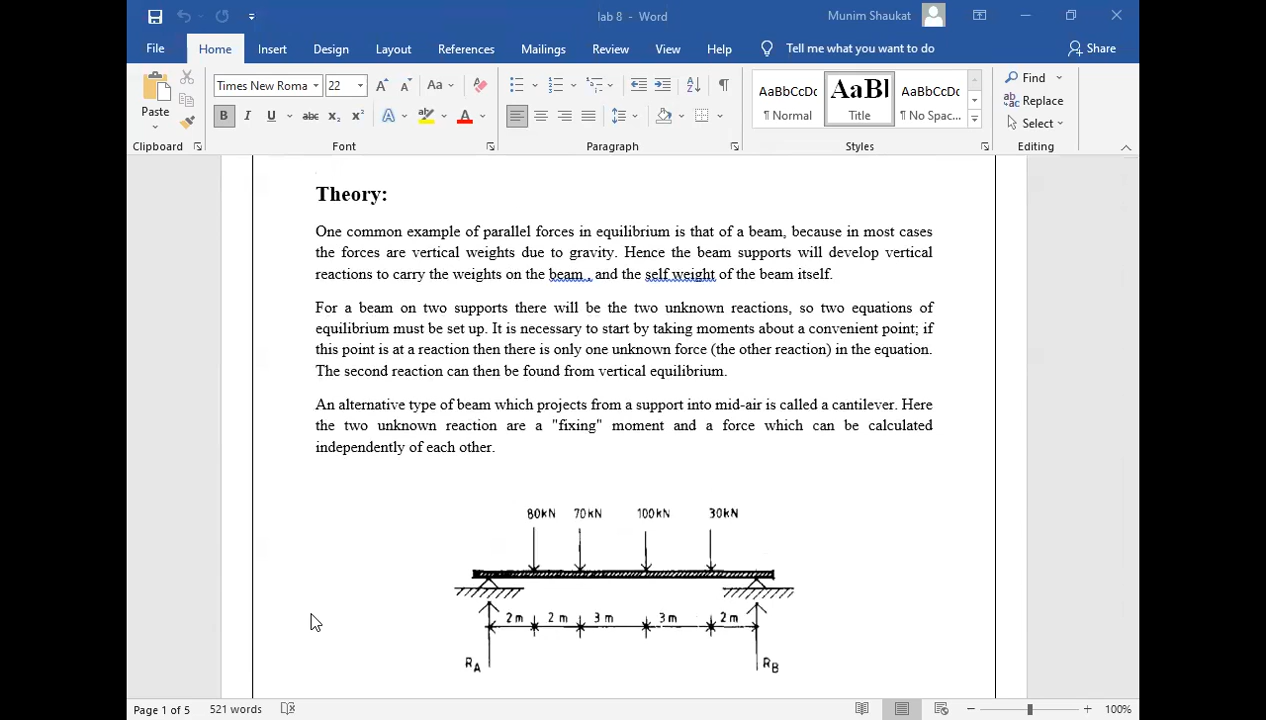 lab 8 - Word
Munim Shaukat
File Home Insert Design Layout References Mailings Review View Help Tell me what you want to do Share
Paste
Times New Roma 22 A A Aa A
B I U abc x₂ x² A ab A
AaBbCcDc AaBl AaBbCcDc
¶ Normal Title ¶ No Spac...
Find
Replace
Select
Clipboard Font Paragraph Styles Editing
Theory:
One common example of parallel forces in equilibrium is that of a beam, because in most cases
the forces are vertical weights due to gravity. Hence the beam supports will develop vertical
reactions to carry the weights on the beam , and the self weight of the beam itself.
For a beam on two supports there will be the two unknown reactions, so two equations of
equilibrium must be set up. It is necessary to start by taking moments about a convenient point; if
this point is at a reaction then there is only one unknown force (the other reaction) in the equation.
The second reaction can then be found from vertical equilibrium.
An alternative type of beam which projects from a support into mid-air is called a cantilever. Here
the two unknown reaction are a "fixing" moment and a force which can be calculated
independently of each other.
80kN 70kN 100kN 30kN
2m 2m 3m 3m 2m
RA RB
Page 1 of 5 521 words 100%